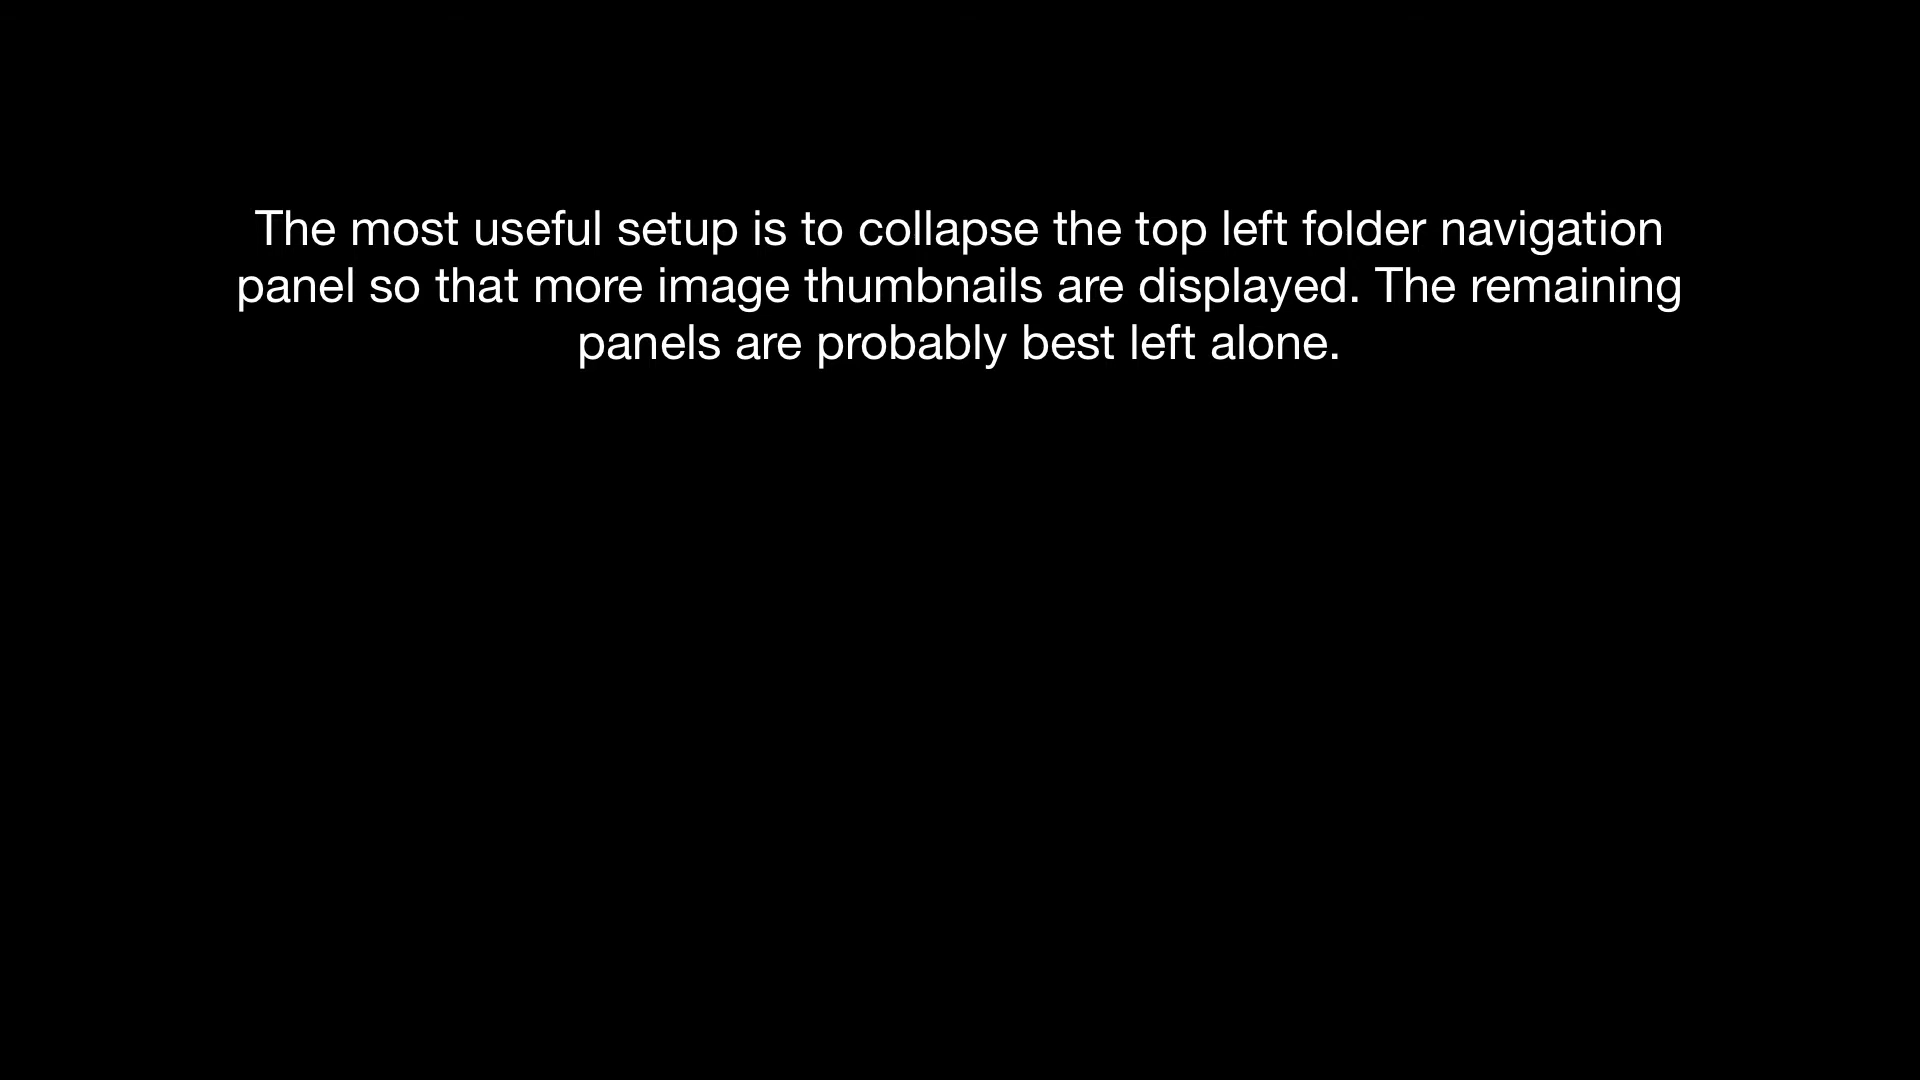 The most useful setup is to collapse the top left folder navigation
panel so that more image thumbnails are displayed. The remaining
panels are probably best left alone.